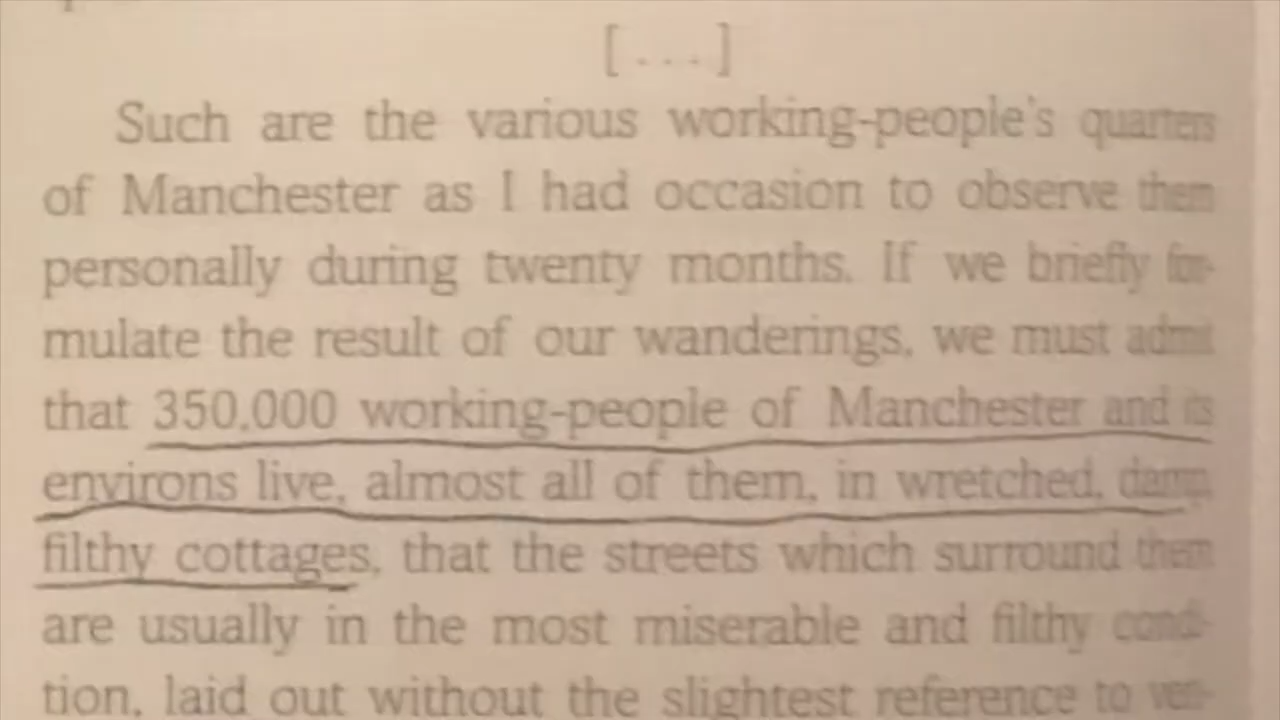 [...]
Such are the various working-people's quarters
of Manchester as I had occasion to observe them
personally during twenty months. If we briefly for-
mulate the result of our wanderings, we must admit
that 350,000 working-people of Manchester and its
environs live, almost all of them, in wretched, damp,
filthy cottages, that the streets which surround them
are usually in the most miserable and filthy condi-
tion, laid out without the slightest reference to ven-